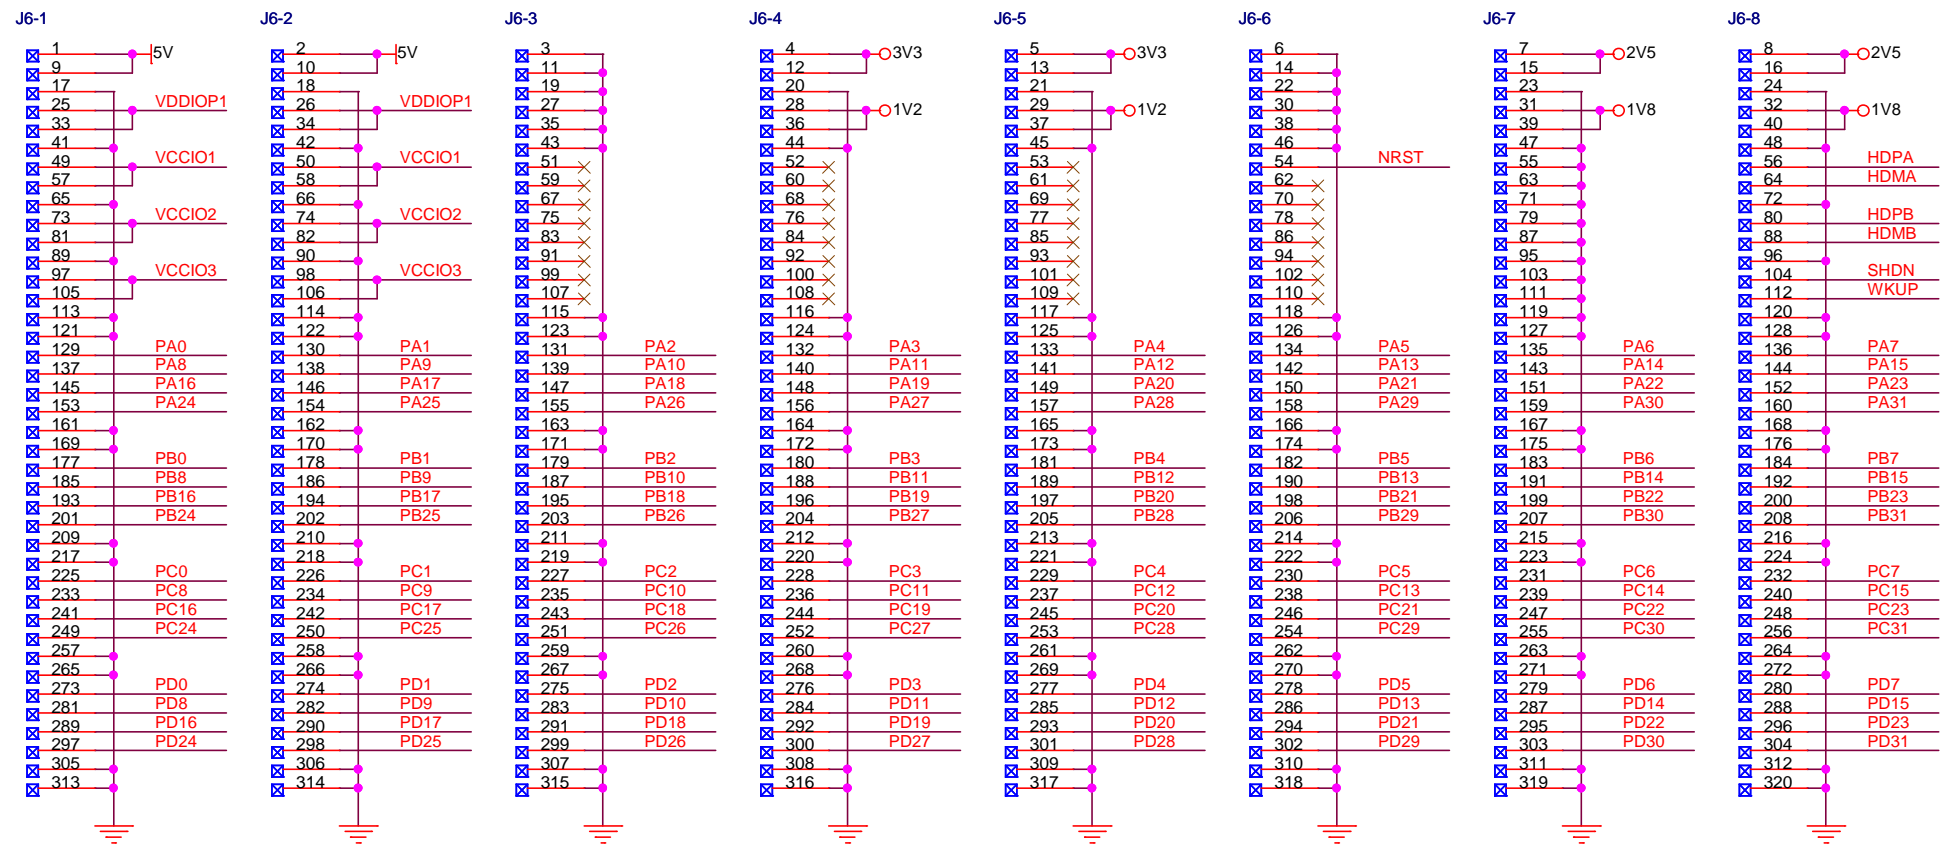 J6-1 J6-2 J6-3 J6-4 J6-5 J6-6 J6-7 J6-8
1 5V 2 5V 3 4 3V3 5 3V3 6 7 2V5 8 2V5
9 10 11 12 13 14 15 16
17 18 19 20 21 22 23 24
25 VDDIOP1 26 VDDIOP1 27 28 1V2 29 1V2 30 31 1V8 32 1V8
33 34 35 36 37 38 39 40
41 42 43 44 45 46 47 48
49 VCCIO1 50 VCCIO1 51 52 53 54 NRST 55 56 HDPA
57 58 59 60 61 62 63 64 HDMA
65 66 67 68 69 70 71 72
73 VCCIO2 74 VCCIO2 75 76 77 78 79 80 HDPB
81 82 83 84 85 86 87 88 HDMB
89 90 91 92 93 94 95 96
97 VCCIO3 98 VCCIO3 99 100 101 102 103 104 SHDN
105 106 107 108 109 110 111 112 WKUP
113 114 115 116 117 118 119 120
121 122 123 124 125 126 127 128
129 PA0 130 PA1 131 PA2 132 PA3 133 PA4 134 PA5 135 PA6 136 PA7
137 PA8 138 PA9 139 PA10 140 PA11 141 PA12 142 PA13 143 PA14 144 PA15
145 PA16 146 PA17 147 PA18 148 PA19 149 PA20 150 PA21 151 PA22 152 PA23
153 PA24 154 PA25 155 PA26 156 PA27 157 PA28 158 PA29 159 PA30 160 PA31
161 162 163 164 165 166 167 168
169 170 171 172 173 174 175 176
177 PB0 178 PB1 179 PB2 180 PB3 181 PB4 182 PB5 183 PB6 184 PB7
185 PB8 186 PB9 187 PB10 188 PB11 189 PB12 190 PB13 191 PB14 192 PB15
193 PB16 194 PB17 195 PB18 196 PB19 197 PB20 198 PB21 199 PB22 200 PB23
201 PB24 202 PB25 203 PB26 204 PB27 205 PB28 206 PB29 207 PB30 208 PB31
209 210 211 212 213 214 215 216
217 218 219 220 221 222 223 224
225 PC0 226 PC1 227 PC2 228 PC3 229 PC4 230 PC5 231 PC6 232 PC7
233 PC8 234 PC9 235 PC10 236 PC11 237 PC12 238 PC13 239 PC14 240 PC15
241 PC16 242 PC17 243 PC18 244 PC19 245 PC20 246 PC21 247 PC22 248 PC23
249 PC24 250 PC25 251 PC26 252 PC27 253 PC28 254 PC29 255 PC30 256 PC31
257 258 259 260 261 262 263 264
265 266 267 268 269 270 271 272
273 PD0 274 PD1 275 PD2 276 PD3 277 PD4 278 PD5 279 PD6 280 PD7
281 PD8 282 PD9 283 PD10 284 PD11 285 PD12 286 PD13 287 PD14 288 PD15
289 PD16 290 PD17 291 PD18 292 PD19 293 PD20 294 PD21 295 PD22 296 PD23
297 PD24 298 PD25 299 PD26 300 PD27 301 PD28 302 PD29 303 PD30 304 PD31
305 306 307 308 309 310 311 312
313 314 315 316 317 318 319 320